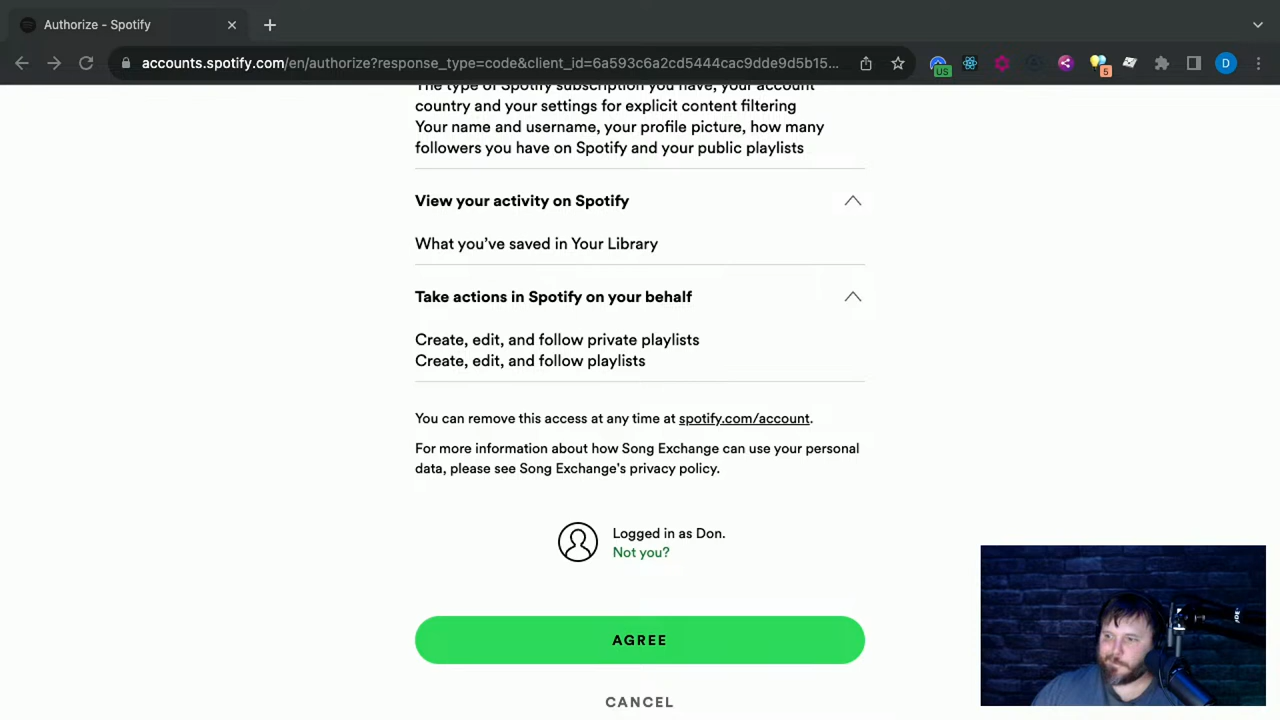 Authorize - Spotify
accounts.spotify.com/en/authorize?response_type=code&client_id=6a593c6a2cd5444cac9dde9d5b15...
US
5
D
The type of Spotify subscription you have, your account
country and your settings for explicit content filtering
Your name and username, your profile picture, how many
followers you have on Spotify and your public playlists
View your activity on Spotify
What you’ve saved in Your Library
Take actions in Spotify on your behalf
Create, edit, and follow private playlists
Create, edit, and follow playlists
You can remove this access at any time at spotify.com/account.
For more information about how Song Exchange can use your personal
data, please see Song Exchange's privacy policy.
Logged in as Don.
Not you?
AGREE
CANCEL